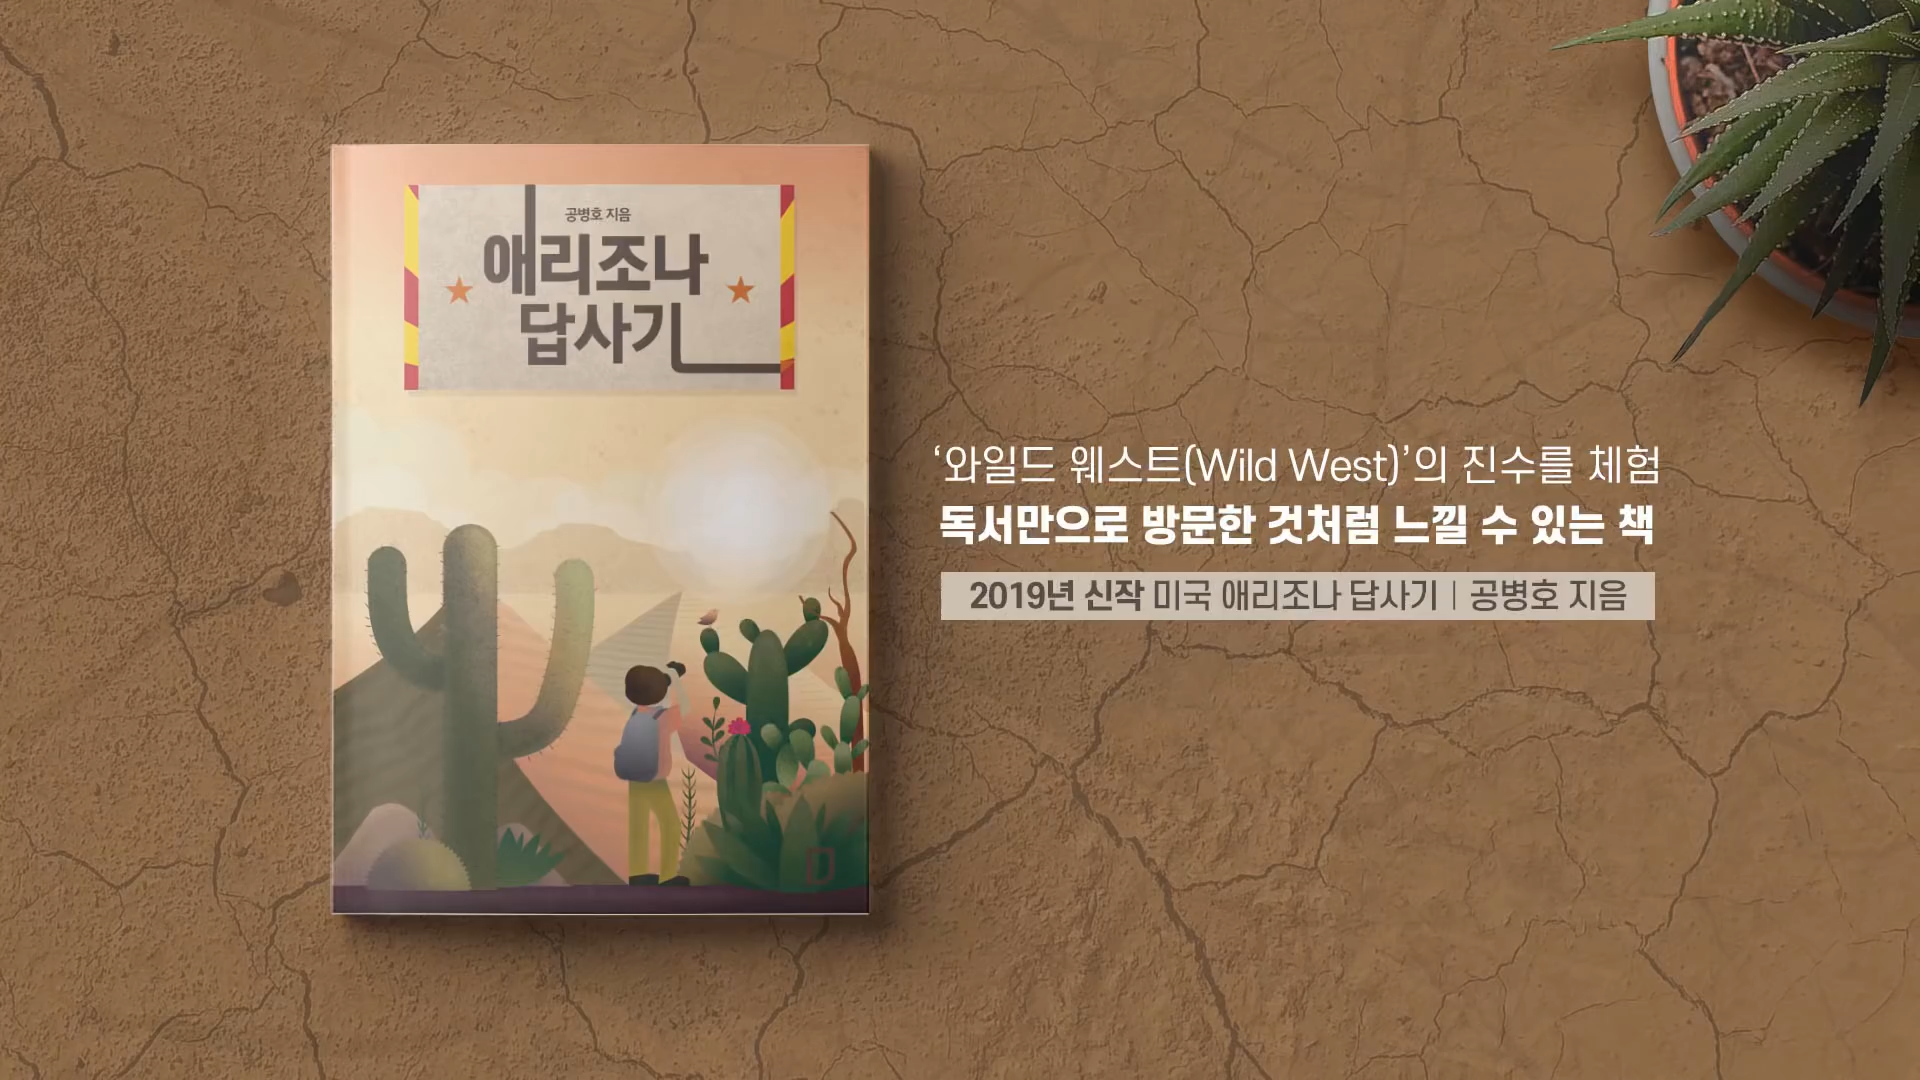 공병호 지음
애리조나
답사기
‘와일드 웨스트(Wild West)’의 진수를 체험
독서만으로 방문한 것처럼 느낄 수 있는 책
2019년 신작 미국 애리조나 답사기 | 공병호 지음